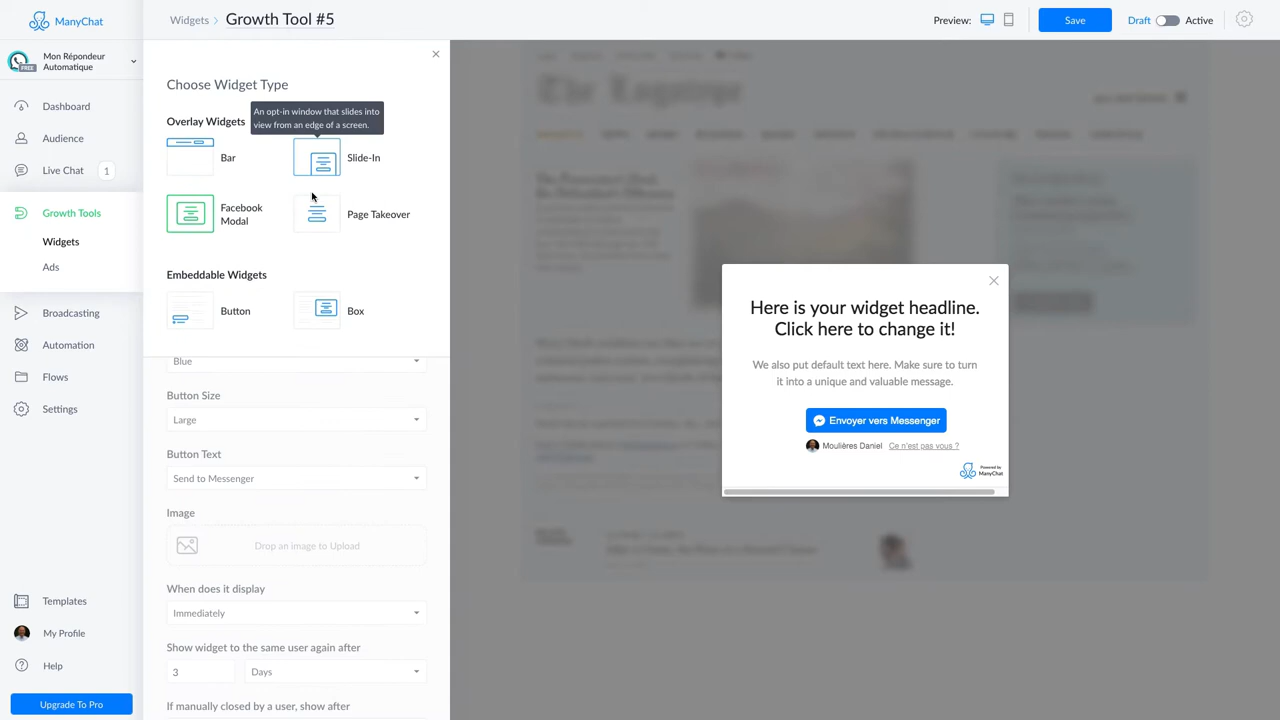 ManyChat
Widgets
Growth Tool #5
Preview:
Save
Draft
Active
Mon Répondeur
Automatique
FREE
Dashboard
Audience
Live Chat
1
Growth Tools
Widgets
Ads
Broadcasting
Automation
Flows
Settings
Templates
My Profile
Help
Upgrade To Pro
Choose Widget Type
An opt-in window that slides into
view from an edge of a screen.
Overlay Widgets
Bar
Slide-In
Facebook
Modal
Page Takeover
Embeddable Widgets
Button
Box
Blue
Button Size
Large
Button Text
Send to Messenger
Image
Drop an image to Upload
When does it display
Immediately
Show widget to the same user again after
3
Days
If manually closed by a user, show after
Here is your widget headline.
Click here to change it!
We also put default text here. Make sure to turn
it into a unique and valuable message.
Envoyer vers Messenger
Moulières Daniel
Ce n'est pas vous ?
Powered by
ManyChat